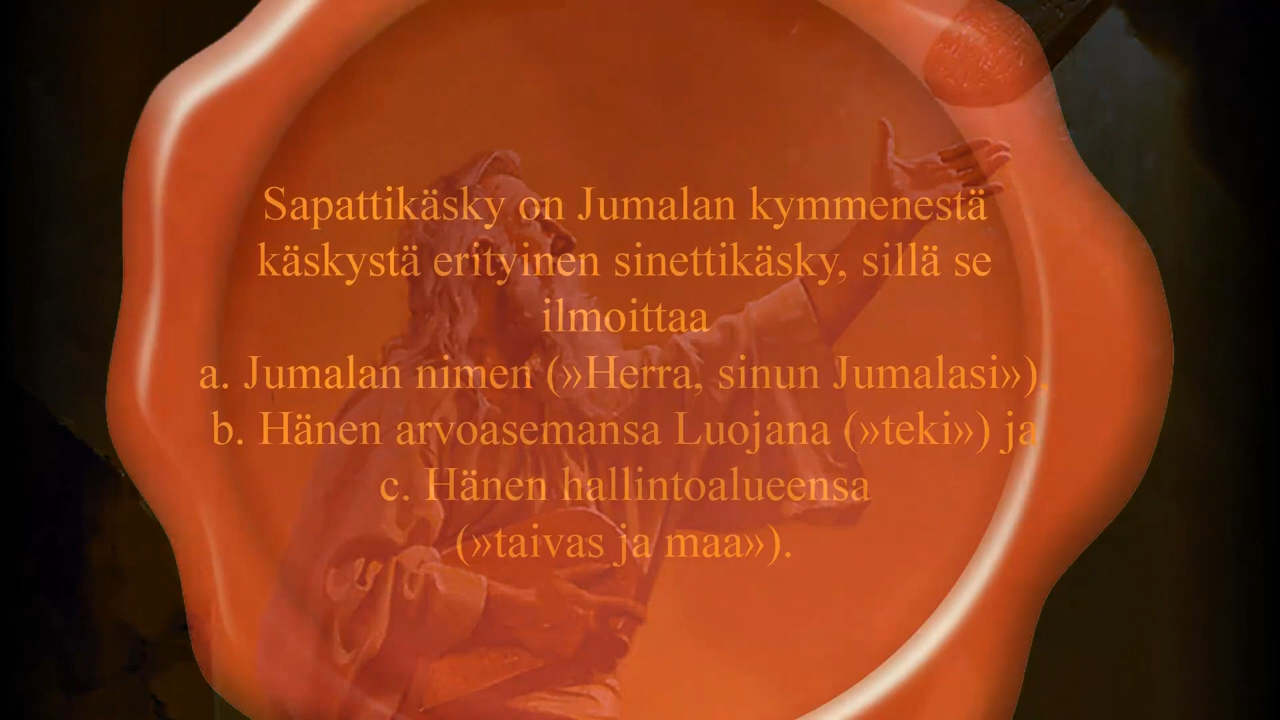 Sapattikäsky on Jumalan kymmenestä
käskystä erityinen sinettikäsky, sillä se
ilmoittaa
a. Jumalan nimen (»Herra, sinun Jumalasi»),
b. Hänen arvoasemansa Luojana (»teki») ja
c. Hänen hallintoalueensa
(»taivas ja maa»).